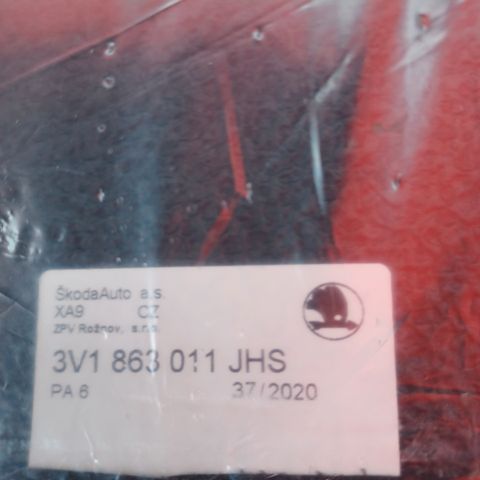 ŠkodaAuto a.s.
XA9 CZ
ZPV Rožnov, s.r.o.
3V1 863 011 JHS
PA 6 37/2020